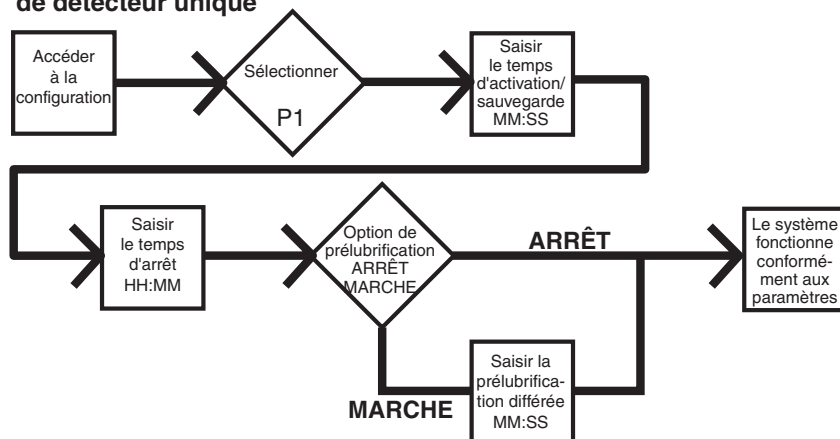 de détecteur unique
Accéder
à la
configuration
Sélectionner
P1
Saisir
le temps
d'activation/
sauvegarde
MM:SS
Saisir
le temps
d'arrêt
HH:MM
Option de
prélubrification
ARRÊT
MARCHE
ARRÊT
Le système
fonctionne
conformé-
ment aux
paramètres
MARCHE
Saisir la
prélubrifica-
tion différée
MM:SS